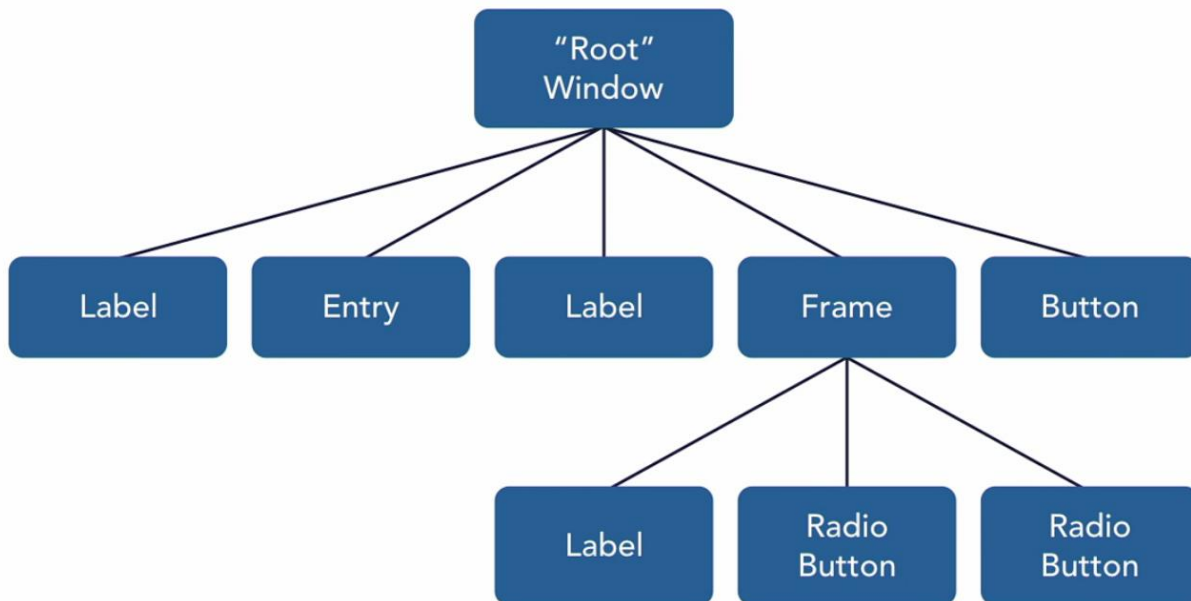 “Root”
Window
Label
Entry
Label
Frame
Button
Label
Radio
Button
Radio
Button